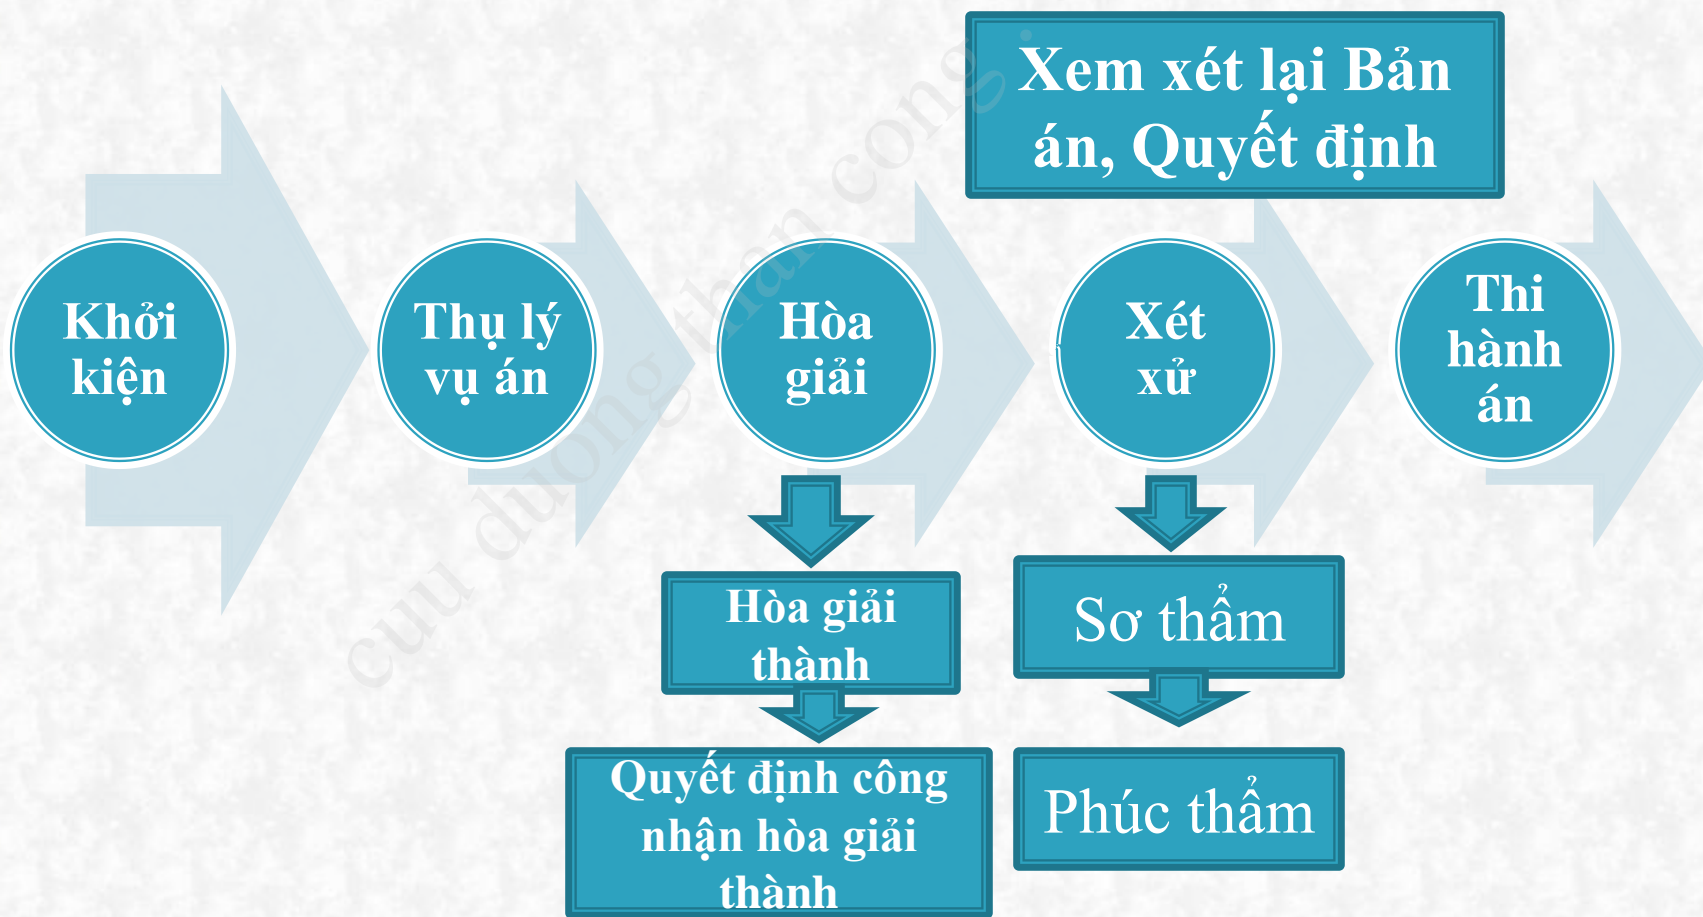 Xem xét lại Bản
án, Quyết định
Khởi
kiện
Thụ lý
vụ án
Hòa
giải
Xét
xử
Thi
hành
án
Hòa giải
thành
Sơ thẩm
Quyết định công
nhận hòa giải
thành
Phúc thẩm
cuu duong than cong .